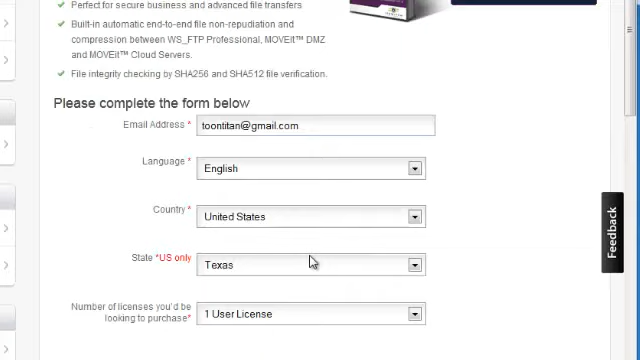 Perfect for secure business and advanced file transfers
Built-in automatic end-to-end file non-repudiation and
compression between WS_FTP Professional, MOVEit™ DMZ
and MOVEit™ Cloud Servers.
File integrity checking by SHA256 and SHA512 file verification.
Please complete the form below
Email Address * toontitan@gmail.com
Language * English
Country * United States
State *US only Texas
Number of licenses you'd be
looking to purchase* 1 User License
Feedback